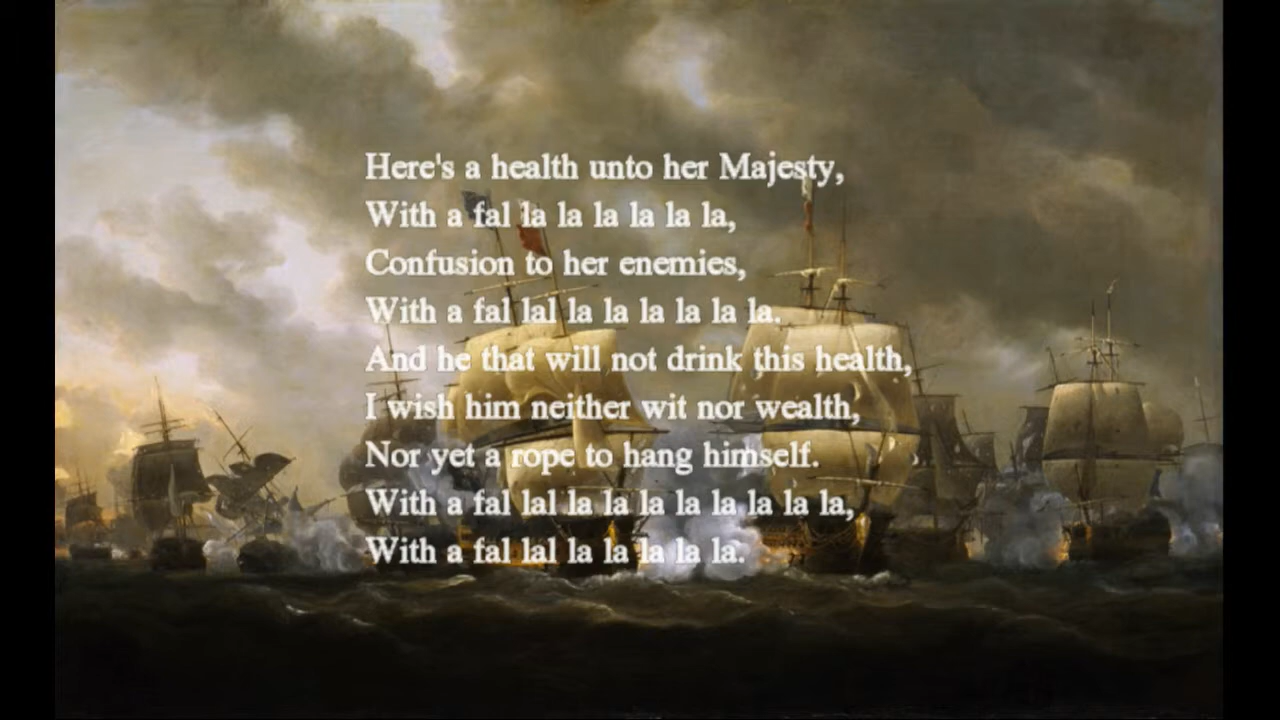 Here's a health unto her Majesty,
With a fal la la la la la la,
Confusion to her enemies,
With a fal lal la la la la la la.
And he that will not drink this health,
I wish him neither wit nor wealth,
Nor yet a rope to hang himself.
With a fal lal la la la la la la la la,
With a fal lal la la la la la.